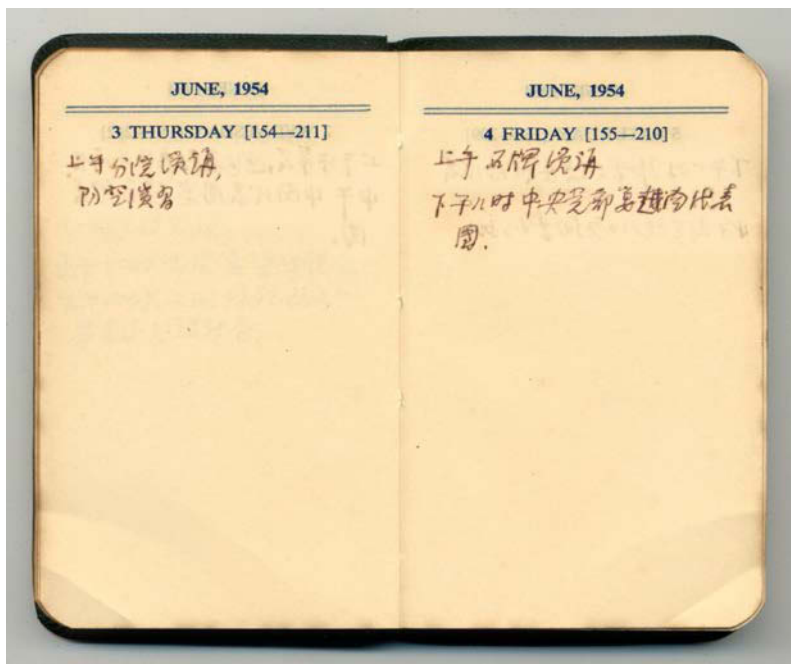 JUNE, 1954
3 THURSDAY [154—211]
上午分院演講,
防空演習
JUNE, 1954
4 FRIDAY [155—210]
上午石牌演講
下午八时中央党部宴越南代表
團.